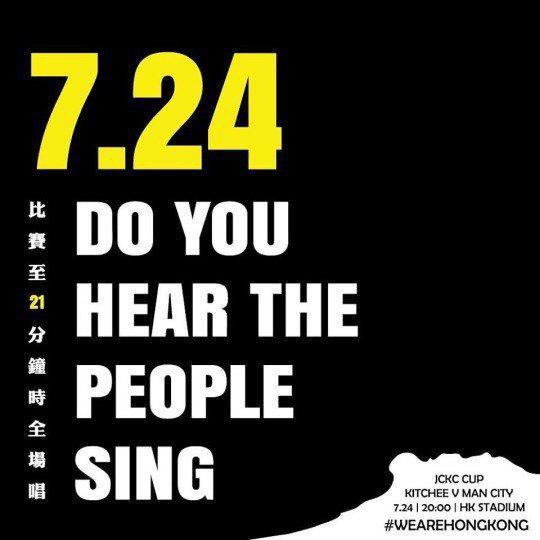 7.24
比賽至21分鐘時全場唱
DO YOU
HEAR THE
PEOPLE
SING
JCKC CUP
KITCHEE V MAN CITY
7.24 | 20:00 | HK STADIUM
#WEAREHONGKONG